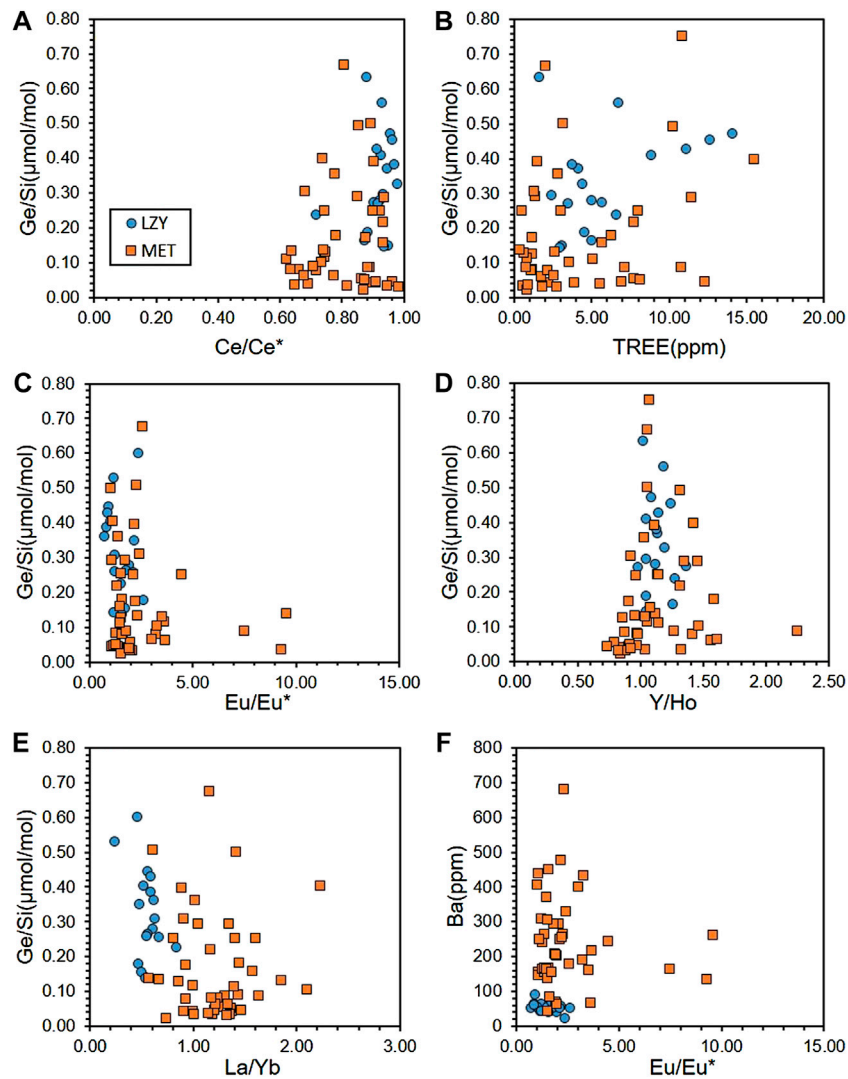 A
0.80
0.70
0.60
0.50
0.40
0.30
0.20
0.10
0.00
Ge/Si(μmol/mol)
LZY
MET
0.00 0.20 0.40 0.60 0.80 1.00
Ce/Ce*
B
0.80
0.70
0.60
0.50
0.40
0.30
0.20
0.10
0.00
Ge/Si(μmol/mol)
0.00 5.00 10.00 15.00 20.00
TREE(ppm)
C
0.80
0.70
0.60
0.50
0.40
0.30
0.20
0.10
0.00
Ge/Si(μmol/mol)
0.00 5.00 10.00 15.00
Eu/Eu*
D
0.80
0.70
0.60
0.50
0.40
0.30
0.20
0.10
0.00
Ge/Si(μmol/mol)
0.00 0.50 1.00 1.50 2.00 2.50
Y/Ho
E
0.80
0.70
0.60
0.50
0.40
0.30
0.20
0.10
0.00
Ge/Si(μmol/mol)
0.00 1.00 2.00 3.00
La/Yb
F
800
700
600
500
400
300
200
100
0
Ba(ppm)
0.00 5.00 10.00 15.00
Eu/Eu*